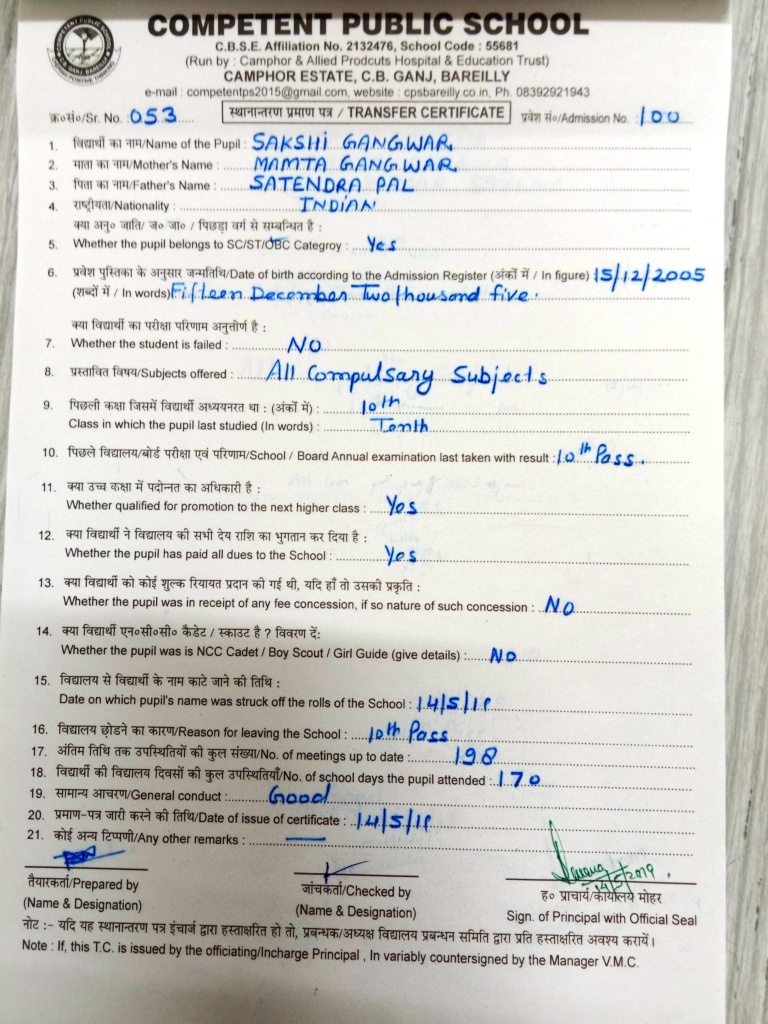 COMPETENT PUBLIC SCHOOL
C.B.S.E. Affiliation No. 2132476, School Code : 55681
(Run by : Camphor & Allied Prodcuts Hospital & Education Trust)
CAMPHOR ESTATE, C.B. GANJ, BAREILLY
e-mail : competentps2015@gmail.com, website : cpsbareilly.co.in, Ph. 08392921943
क्र०सं०/Sr. No. 053 स्थानान्तरण प्रमाण पत्र / TRANSFER CERTIFICATE प्रवेश सं०/Admission No. 100
1. विद्यार्थी का नाम/Name of the Pupil : SAKSHI GANGWAR
2. माता का नाम/Mother's Name : MAMTA GANGWAR
3. पिता का नाम/Father's Name : SATENDRA PAL
4. राष्ट्रीयता/Nationality : INDIAN
क्या अनु० जाति/ ज० जा० / पिछड़ा वर्ग से सम्बन्धित है :
5. Whether the pupil belongs to SC/ST/OBC Categroy : Yes
6. प्रवेश पुस्तिका के अनुसार जन्मतिथि/Date of birth according to the Admission Register (अंकों में / In figure) 15/12/2005
(शब्दों में / In words) Fifteen December Two thousand five.
क्या विद्यार्थी का परीक्षा परिणाम अनुत्तीर्ण है :
7. Whether the student is failed : NO
8. प्रस्तावित विषय/Subjects offered : All Compulsary Subjects
9. पिछली कक्षा जिसमें विद्यार्थी अध्ययनरत था : (अंकों में) : 10th
Class in which the pupil last studied (In words) : Tenth
10. पिछले विद्यालय/बोर्ड परीक्षा एवं परिणाम/School / Board Annual examination last taken with result : 10th Pass.
11. क्या उच्च कक्षा में पदोन्नत का अधिकारी है :
Whether qualified for promotion to the next higher class : Yes
12. क्या विद्यार्थी ने विद्यालय की सभी देय राशि का भुगतान कर दिया है :
Whether the pupil has paid all dues to the School : Yes
13. क्या विद्यार्थी को कोई शुल्क रियायत प्रदान की गई थी, यदि हाँ तो उसकी प्रकृति :
Whether the pupil was in receipt of any fee concession, if so nature of such concession : NO
14. क्या विद्यार्थी एन०सी०सी० कैडेट / स्काउट है ? विवरण दें:
Whether the pupil was is NCC Cadet / Boy Scout / Girl Guide (give details) : No
15. विद्यालय से विद्यार्थी के नाम काटे जाने की तिथि :
Date on which pupil's name was struck off the rolls of the School : 14/5/19
16. विद्यालय छोडने का कारण/Reason for leaving the School : 10th Pass
17. अंतिम तिथि तक उपस्थितियों की कुल संख्या/No. of meetings up to date : 198
18. विद्यार्थी की विद्यालय दिवसों की कुल उपस्थितियाँ/No. of school days the pupil attended : 170
19. सामान्य आचरण/General conduct : Good
20. प्रमाण-पत्र जारी करने की तिथि/Date of issue of certificate : 14/5/19
21. कोई अन्य टिप्पणी/Any other remarks :
14/5/2019
तैयारकर्ता/Prepared by जांचकर्ता/Checked by ह० प्राचार्य/कार्यालय मोहर
(Name & Designation) (Name & Designation) Sign. of Principal with Official Seal
नोट :- यदि यह स्थानान्तरण पत्र इंचार्ज द्वारा हस्ताक्षरित हो तो, प्रबन्धक/अध्यक्ष विद्यालय प्रबन्धन समिति द्वारा प्रति हस्ताक्षरित अवश्य करायें।
Note : If, this T.C. is issued by the officiating/Incharge Principal , In variably countersigned by the Manager V.M.C.